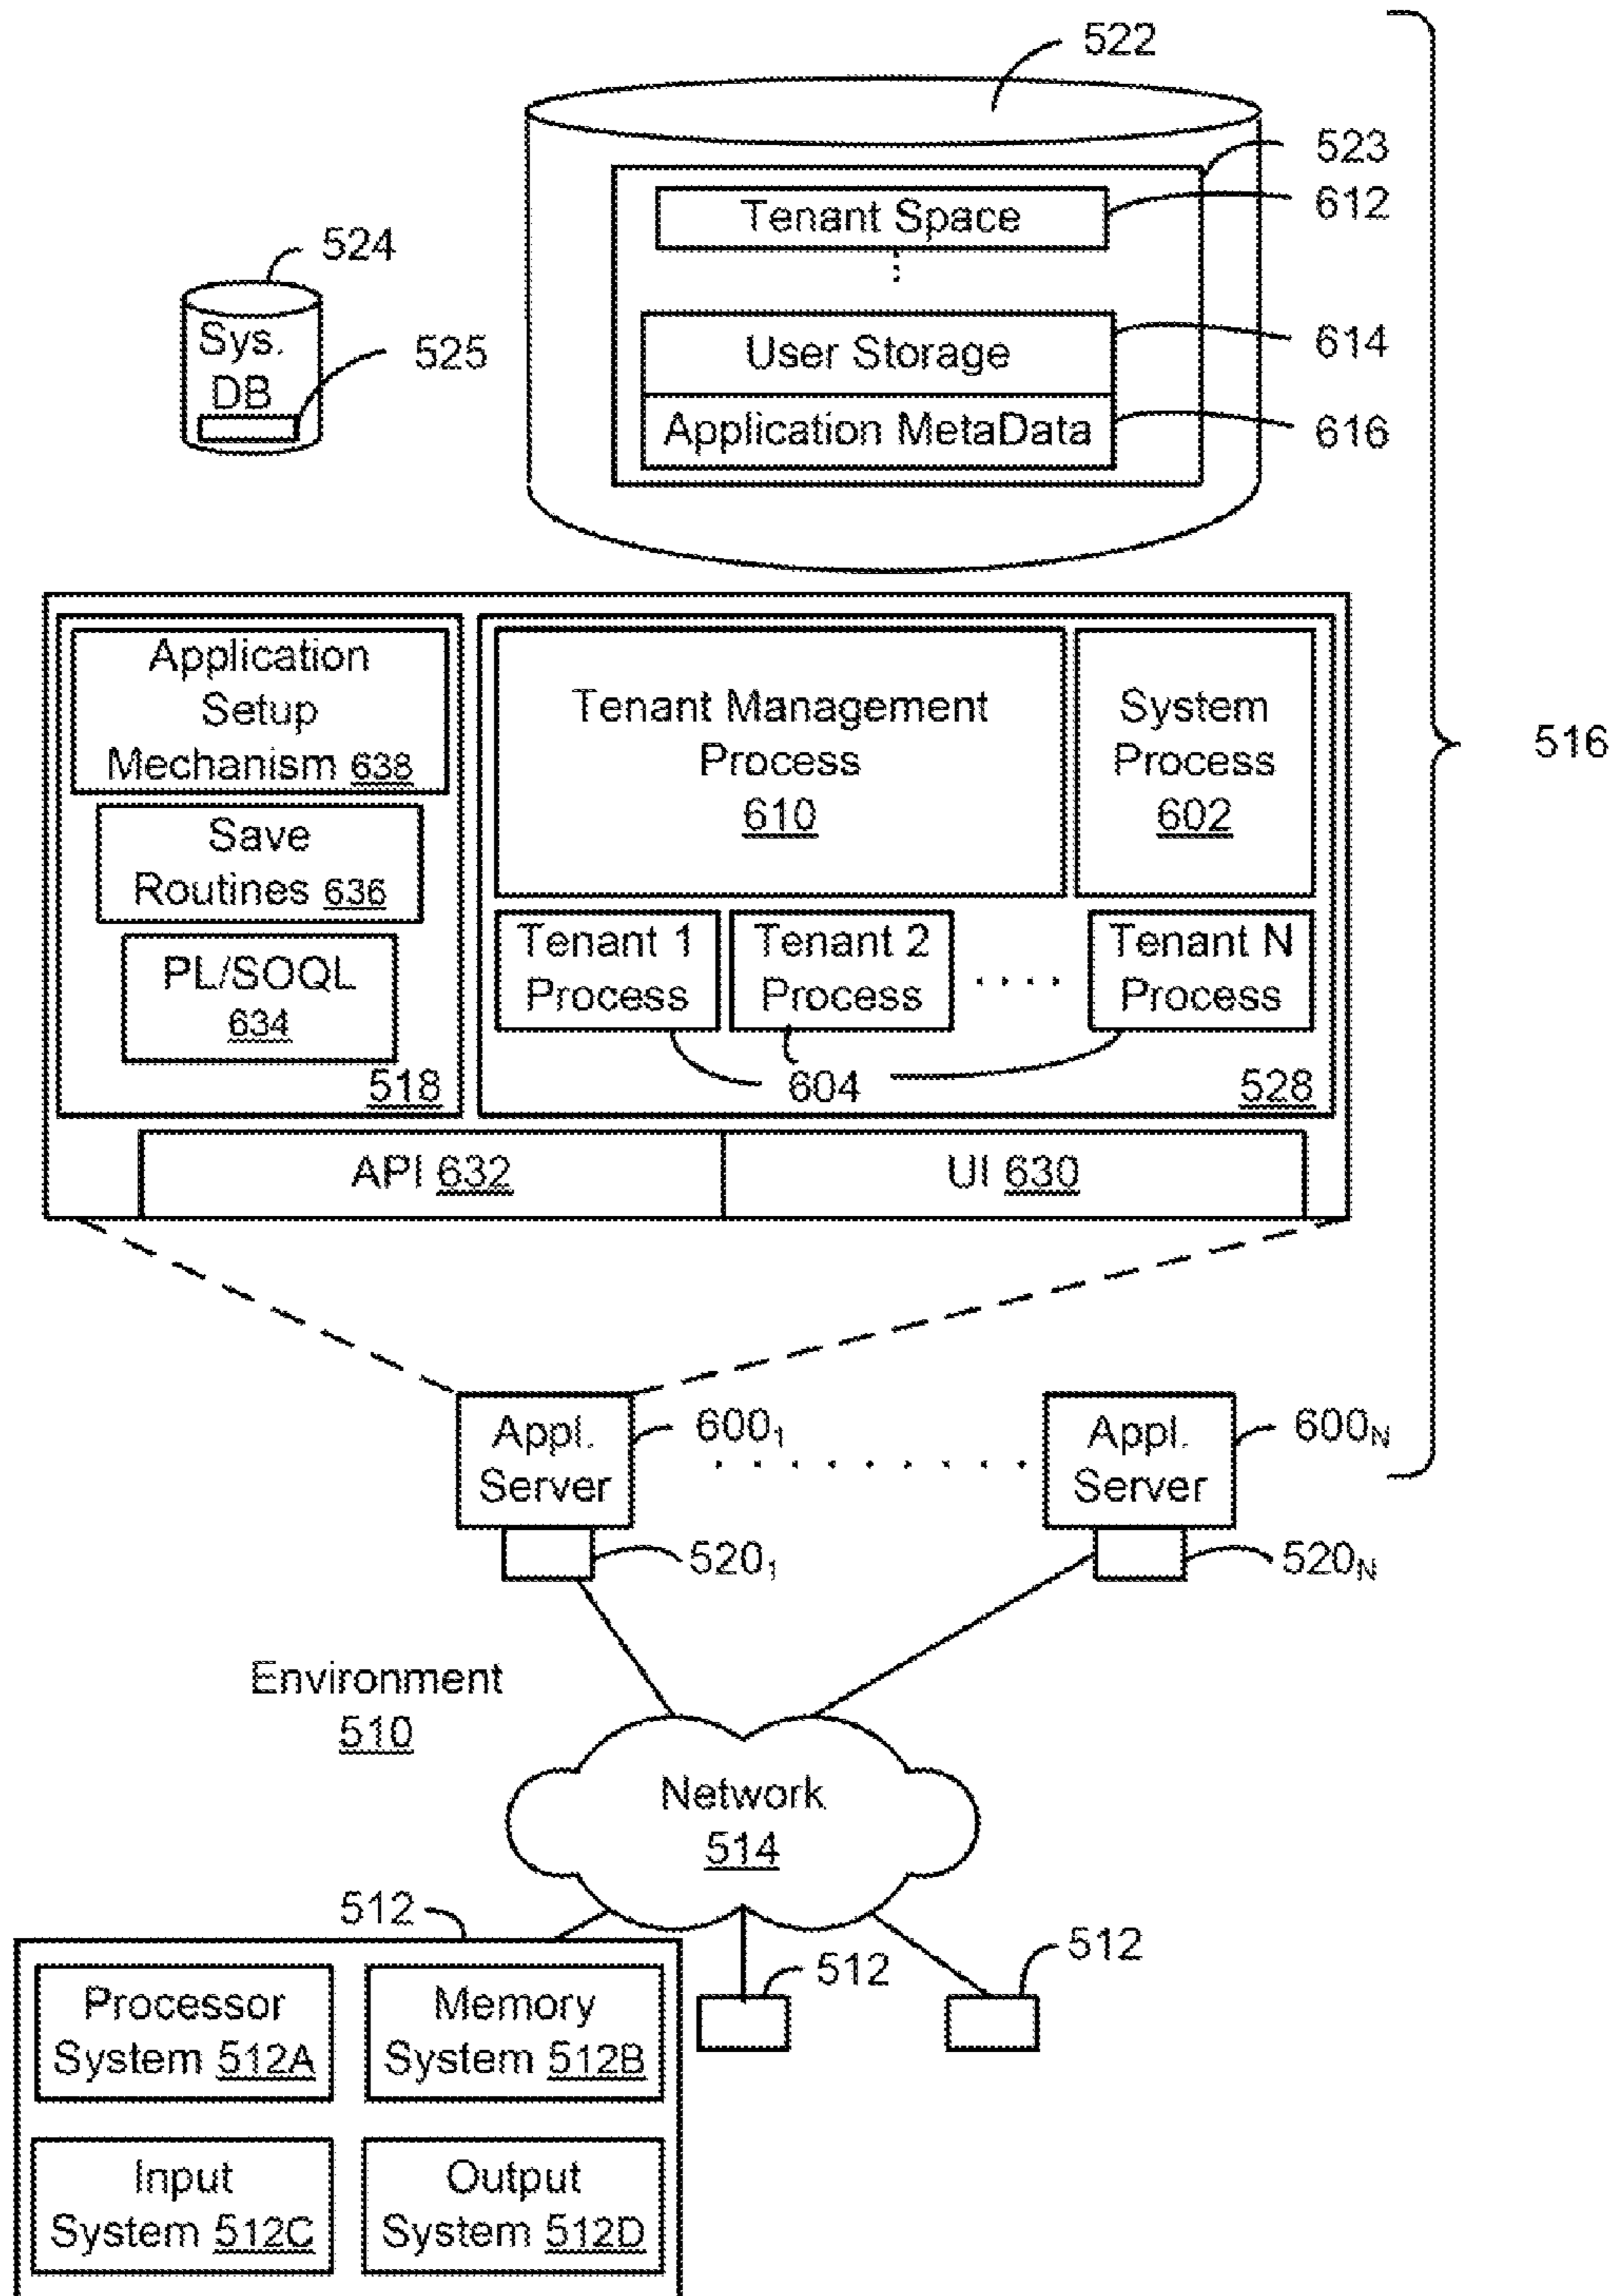 522
523
Tenant Space
612
524
Sys.
DB
525
User Storage
614
Application MetaData
616
516
Application
Setup
Mechanism 638
Save
Routines 636
PL/SOQL
634
518
Tenant Management
Process
610
System
Process
602
Tenant 1
Process
Tenant 2
Process
....
Tenant N
Process
604
528
API 632
UI 630
Appl.
Server
600₁
Appl.
Server
600N
520₁
520N
Environment
510
Network
514
512
512
512
Processor
System 512A
Memory
System 512B
Input
System 512C
Output
System 512D